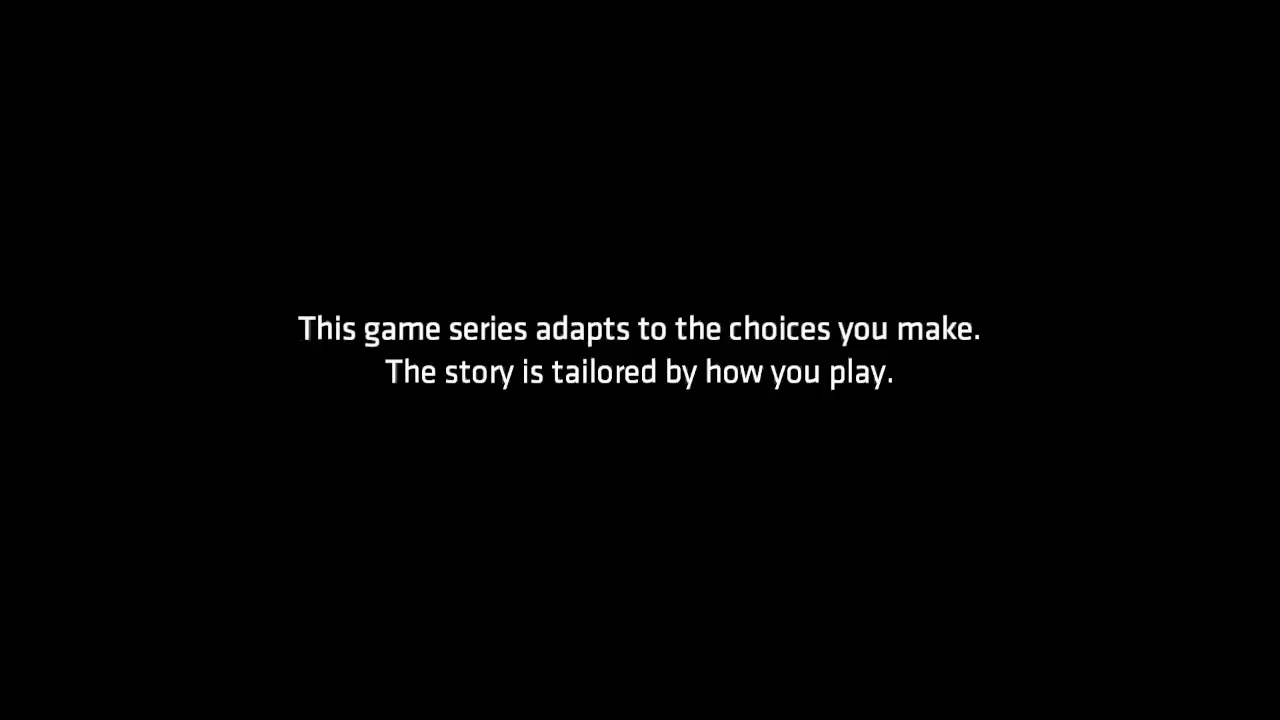 This game series adapts to the choices you make.
The story is tailored by how you play.